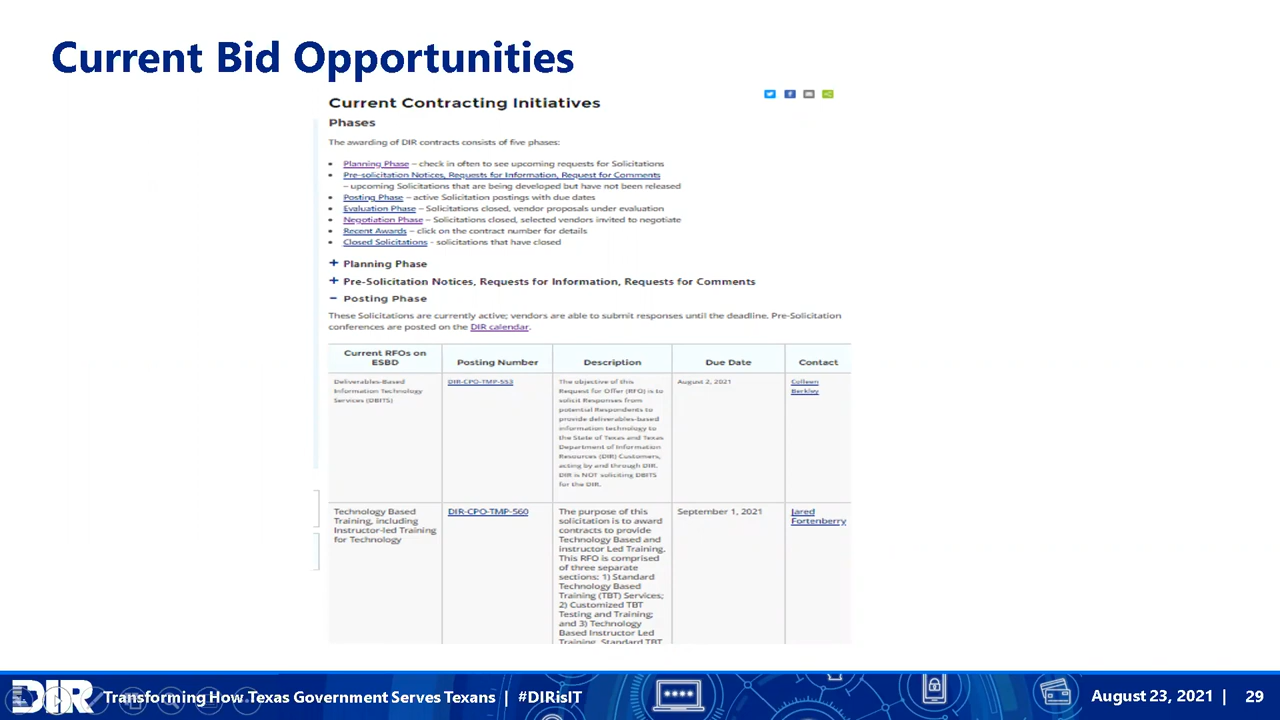 Current Bid Opportunities
Current Contracting Initiatives
Phases
The awarding of DIR contracts consists of five phases:
Planning Phase – check in often to see upcoming requests for Solicitations
Pre-solicitation Notices, Requests for Information, Request for Comments
– upcoming Solicitations that are being developed but have not been released
Posting Phase – active Solicitation postings with due dates
Evaluation Phase – Solicitations closed, vendor proposals under evaluation
Negotiation Phase – Solicitations closed, selected vendors invited to negotiate
Recent Awards – click on the contract number for details
Closed Solicitations - solicitations that have closed
+ Planning Phase
+ Pre-Solicitation Notices, Requests for Information, Requests for Comments
− Posting Phase
These Solicitations are currently active; vendors are able to submit responses until the deadline. Pre-Solicitation
conferences are posted on the DIR calendar.
Current RFOs on
ESBD
Posting Number
Description
Due Date
Contact
Deliverables-Based
Information Technology
Services (DBITS)
DIR-CPO-TMP-553
The objective of this
Request for Offer (RFO) is to
solicit Responses from
potential Respondents to
provide deliverables-based
information technology to
the State of Texas and Texas
Department of Information
Resources (DIR) Customers,
acting by and through DIR.
DIR is NOT soliciting DBITS
for the DIR.
August 2, 2021
Colleen
Berkley
Technology Based
Training, including
Instructor-led Training
for Technology
DIR-CPO-TMP-560
The purpose of this
solicitation is to award
contracts to provide
Technology Based and
Instructor Led Training.
This RFO is comprised
of three separate
sections: 1) Standard
Technology Based
Training (TBT) Services;
2) Customized TBT
Testing and Training;
and 3) Technology
Based Instructor Led
Training. Standard TBT
September 1, 2021
Jared
Fortenberry
DIR Transforming How Texas Government Serves Texans | #DIRisIT
August 23, 2021 | 29